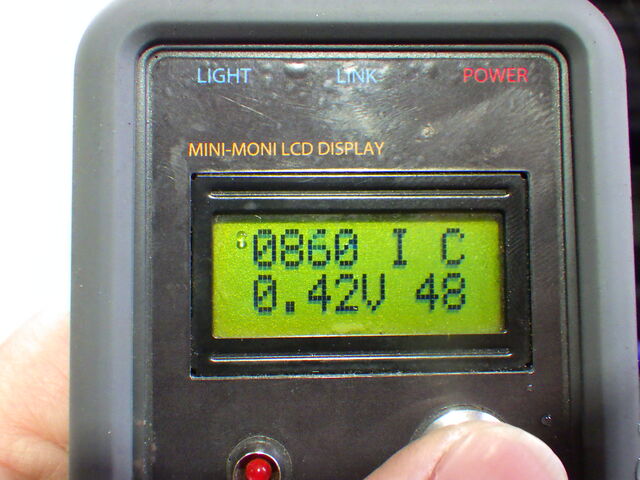 LIGHT LINK POWER
MINI-MONI LCD DISPLAY
0860 I C
0.42V 48